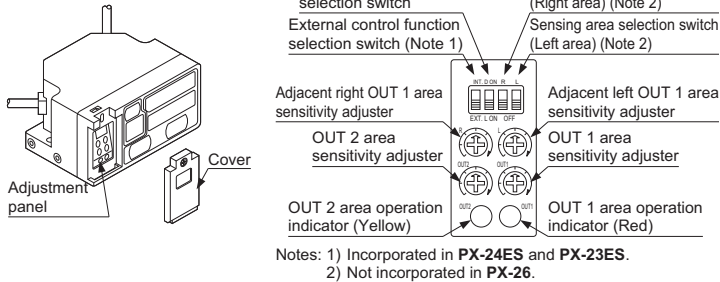 selection switch
(Right area) (Note 2)
External control function
selection switch (Note 1)
Sensing area selection switch
(Left area) (Note 2)
INT. D ON R L
EXT. L ON OFF
Adjacent right OUT 1 area
sensitivity adjuster
Adjacent left OUT 1 area
sensitivity adjuster
R
L
OUT 2 area
sensitivity adjuster
OUT 1 area
sensitivity adjuster
OUT2
OUT1
OUT 2 area operation
indicator (Yellow)
OUT2
OUT1
OUT 1 area operation
indicator (Red)
Adjustment
panel
Cover
Notes: 1) Incorporated in PX-24ES and PX-23ES.
2) Not incorporated in PX-26.